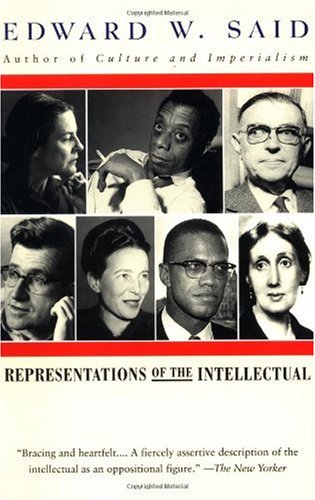 EDWARD W. SAID
Author of Culture and Imperialism
REPRESENTATIONS OF THE INTELLECTUAL
"Bracing and heartfelt.... A fiercely assertive description of the
intellectual as an oppositional figure." —The New Yorker